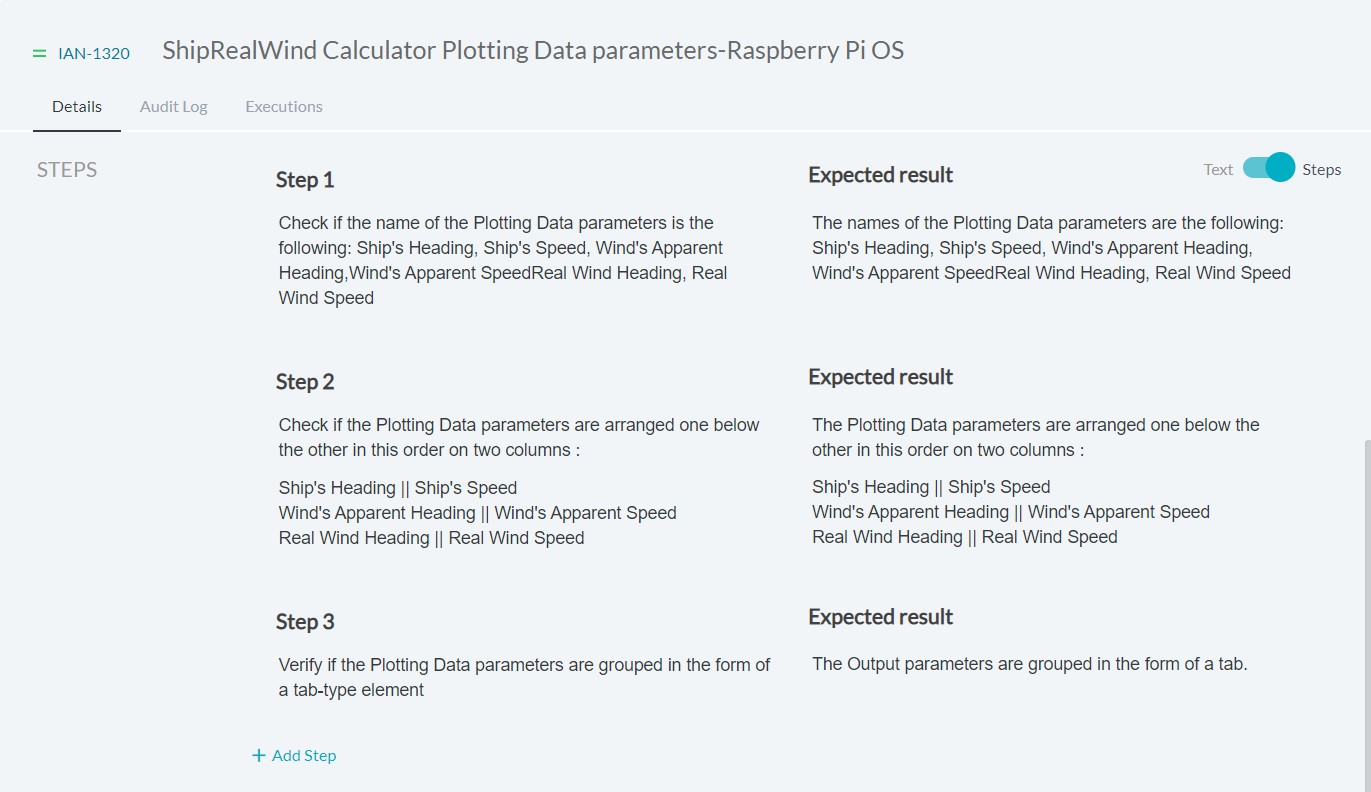 IAN-1320 ShipRealWind Calculator Plotting Data parameters-Raspberry Pi OS
Details Audit Log Executions
STEPS
Text Steps
Step 1
Check if the name of the Plotting Data parameters is the
following: Ship's Heading, Ship's Speed, Wind's Apparent
Heading,Wind's Apparent SpeedReal Wind Heading, Real
Wind Speed
Expected result
The names of the Plotting Data parameters are the following:
Ship's Heading, Ship's Speed, Wind's Apparent Heading,
Wind's Apparent SpeedReal Wind Heading, Real Wind Speed
Step 2
Check if the Plotting Data parameters are arranged one below
the other in this order on two columns :
Ship's Heading || Ship's Speed
Wind's Apparent Heading || Wind's Apparent Speed
Real Wind Heading || Real Wind Speed
Expected result
The Plotting Data parameters are arranged one below the
other in this order on two columns :
Ship's Heading || Ship's Speed
Wind's Apparent Heading || Wind's Apparent Speed
Real Wind Heading || Real Wind Speed
Step 3
Verify if the Plotting Data parameters are grouped in the form of
a tab-type element
Expected result
The Output parameters are grouped in the form of a tab.
+ Add Step